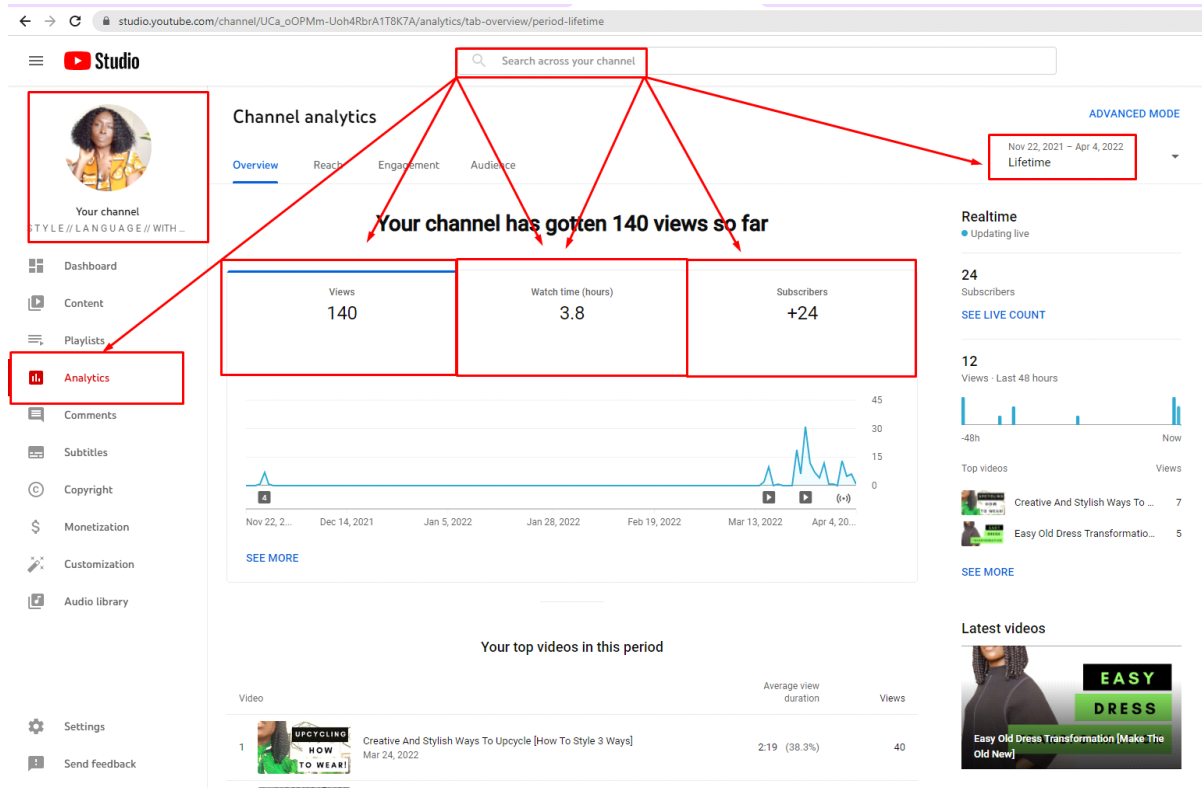 studio.youtube.com/channel/UCa_oOPMm-Uoh4RbrA1T8K7A/analytics/tab-overview/period-lifetime
Studio
Search across your channel
Your channel
STYLE//LANGUAGE//WITH ...
Dashboard
Content
Playlists
Analytics
Comments
Subtitles
Copyright
Monetization
Customization
Audio library
Settings
Send feedback
Channel analytics
ADVANCED MODE
Overview Reach Engagement Audience
Nov 22, 2021 – Apr 4, 2022
Lifetime
Your channel has gotten 140 views so far
Views
140
Watch time (hours)
3.8
Subscribers
+24
45
30
15
0
4
Nov 22, 2... Dec 14, 2021 Jan 5, 2022 Jan 28, 2022 Feb 19, 2022 Mar 13, 2022 Apr 4, 20...
SEE MORE
Your top videos in this period
Video Average view duration Views
1 UPCYCLING HOW TO WEAR! Creative And Stylish Ways To Upcycle [How To Style 3 Ways] 2:19 (38.3%) 40
Mar 24, 2022
Realtime
Updating live
24
Subscribers
SEE LIVE COUNT
12
Views · Last 48 hours
-48h Now
Top videos Views
UPCYCLING HOW TO WEAR! Creative And Stylish Ways To ... 7
EASY DRESS Easy Old Dress Transformatio... 5
SEE MORE
Latest videos
EASY
DRESS
Easy Old Dress Transformation [Make The
Old New]